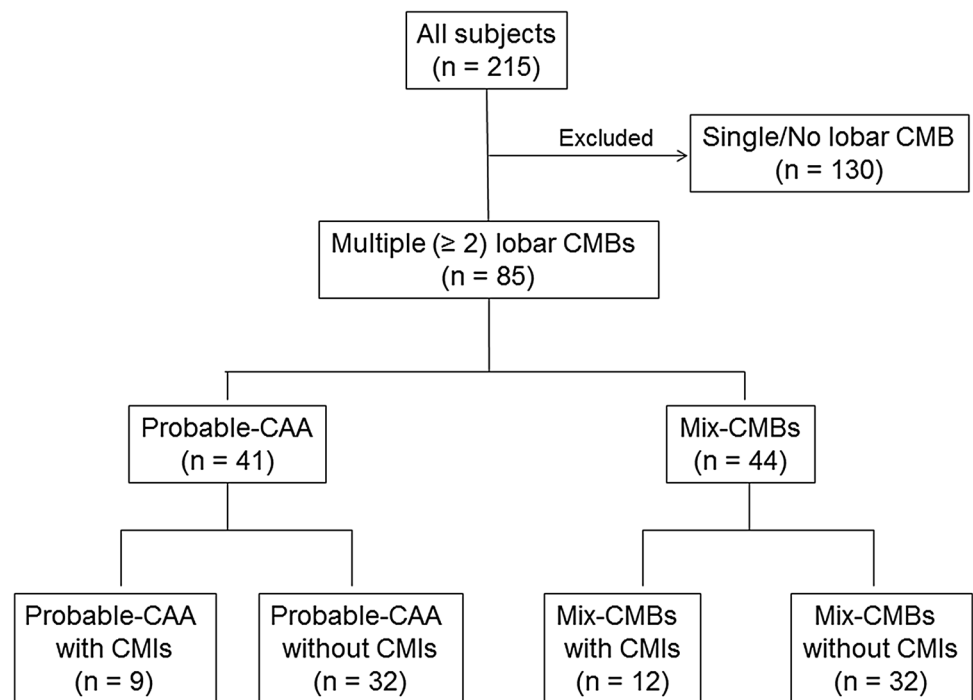 All subjects
(n = 215)
Excluded
Single/No lobar CMB
(n = 130)
Multiple (≥ 2) lobar CMBs
(n = 85)
Probable-CAA
(n = 41)
Mix-CMBs
(n = 44)
Probable-CAA
with CMIs
(n = 9)
Probable-CAA
without CMIs
(n = 32)
Mix-CMBs
with CMIs
(n = 12)
Mix-CMBs
without CMIs
(n = 32)